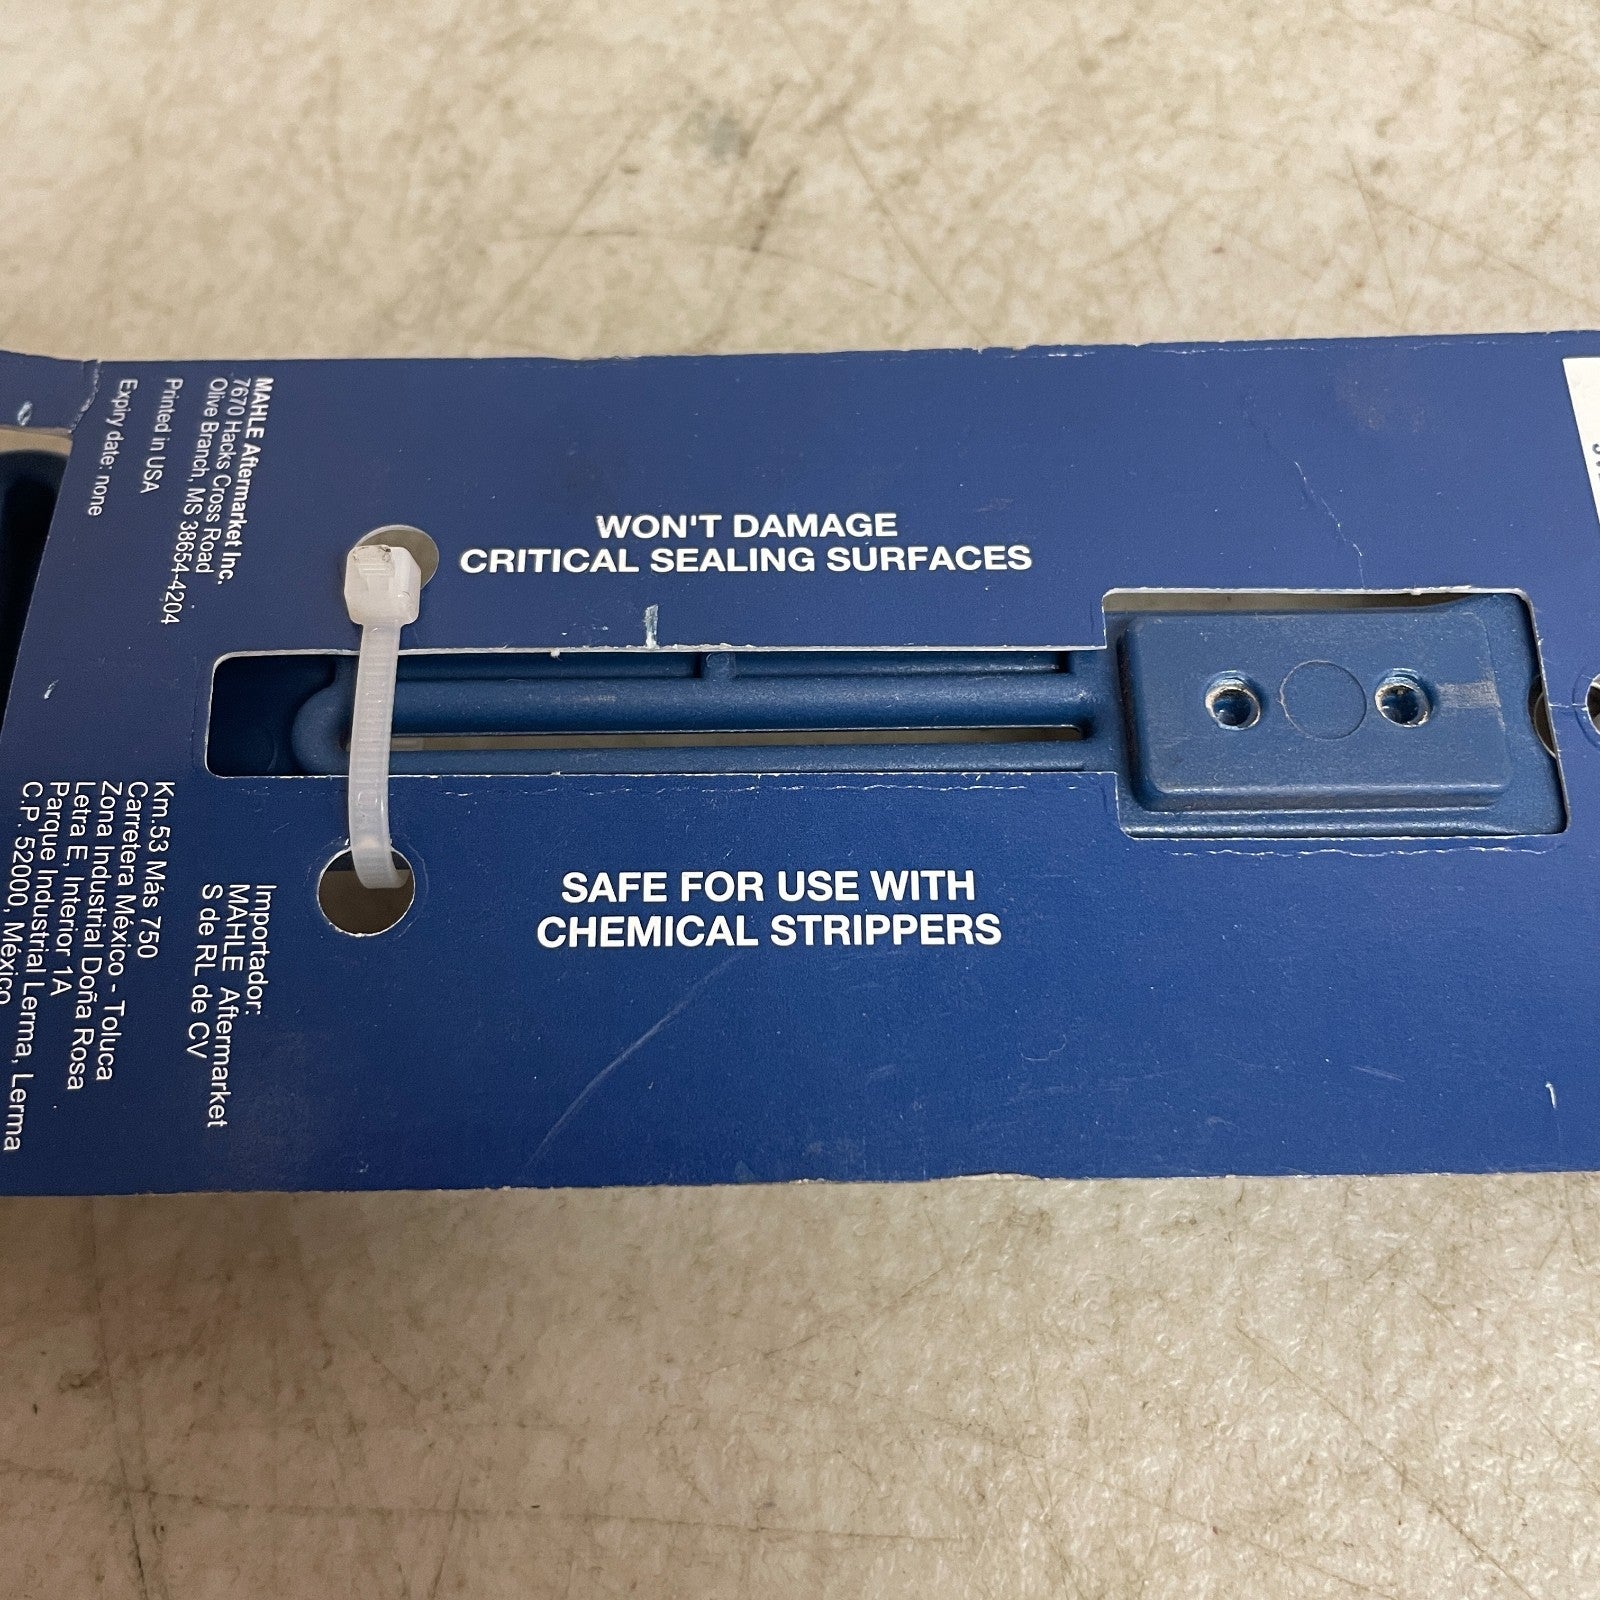 WON'T DAMAGE
CRITICAL SEALING SURFACES
SAFE FOR USE WITH
CHEMICAL STRIPPERS
MAHLE Aftermarket Inc.
7670 Hacks Cross Road
Olive Branch, MS 38654-4204
Printed in USA
Expiry date: none
Importador:
MAHLE Aftermarket
S de RL de CV
Km.53 Más 750
Carretera México - Toluca
Zona Industrial Doña Rosa
Letra E, Interior 1A
Parque Industrial Lerma, Lerma
C.P. 52000, México